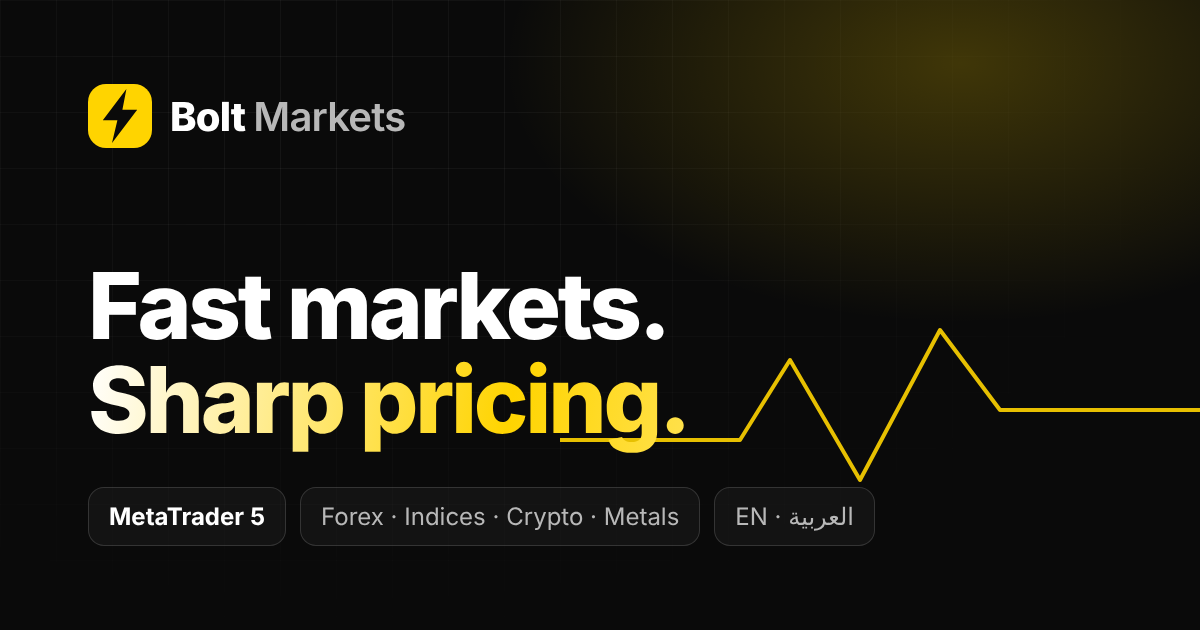 Bolt Markets
Fast markets.
Sharp pricing.
MetaTrader 5
Forex · Indices · Crypto · Metals
EN · العربية